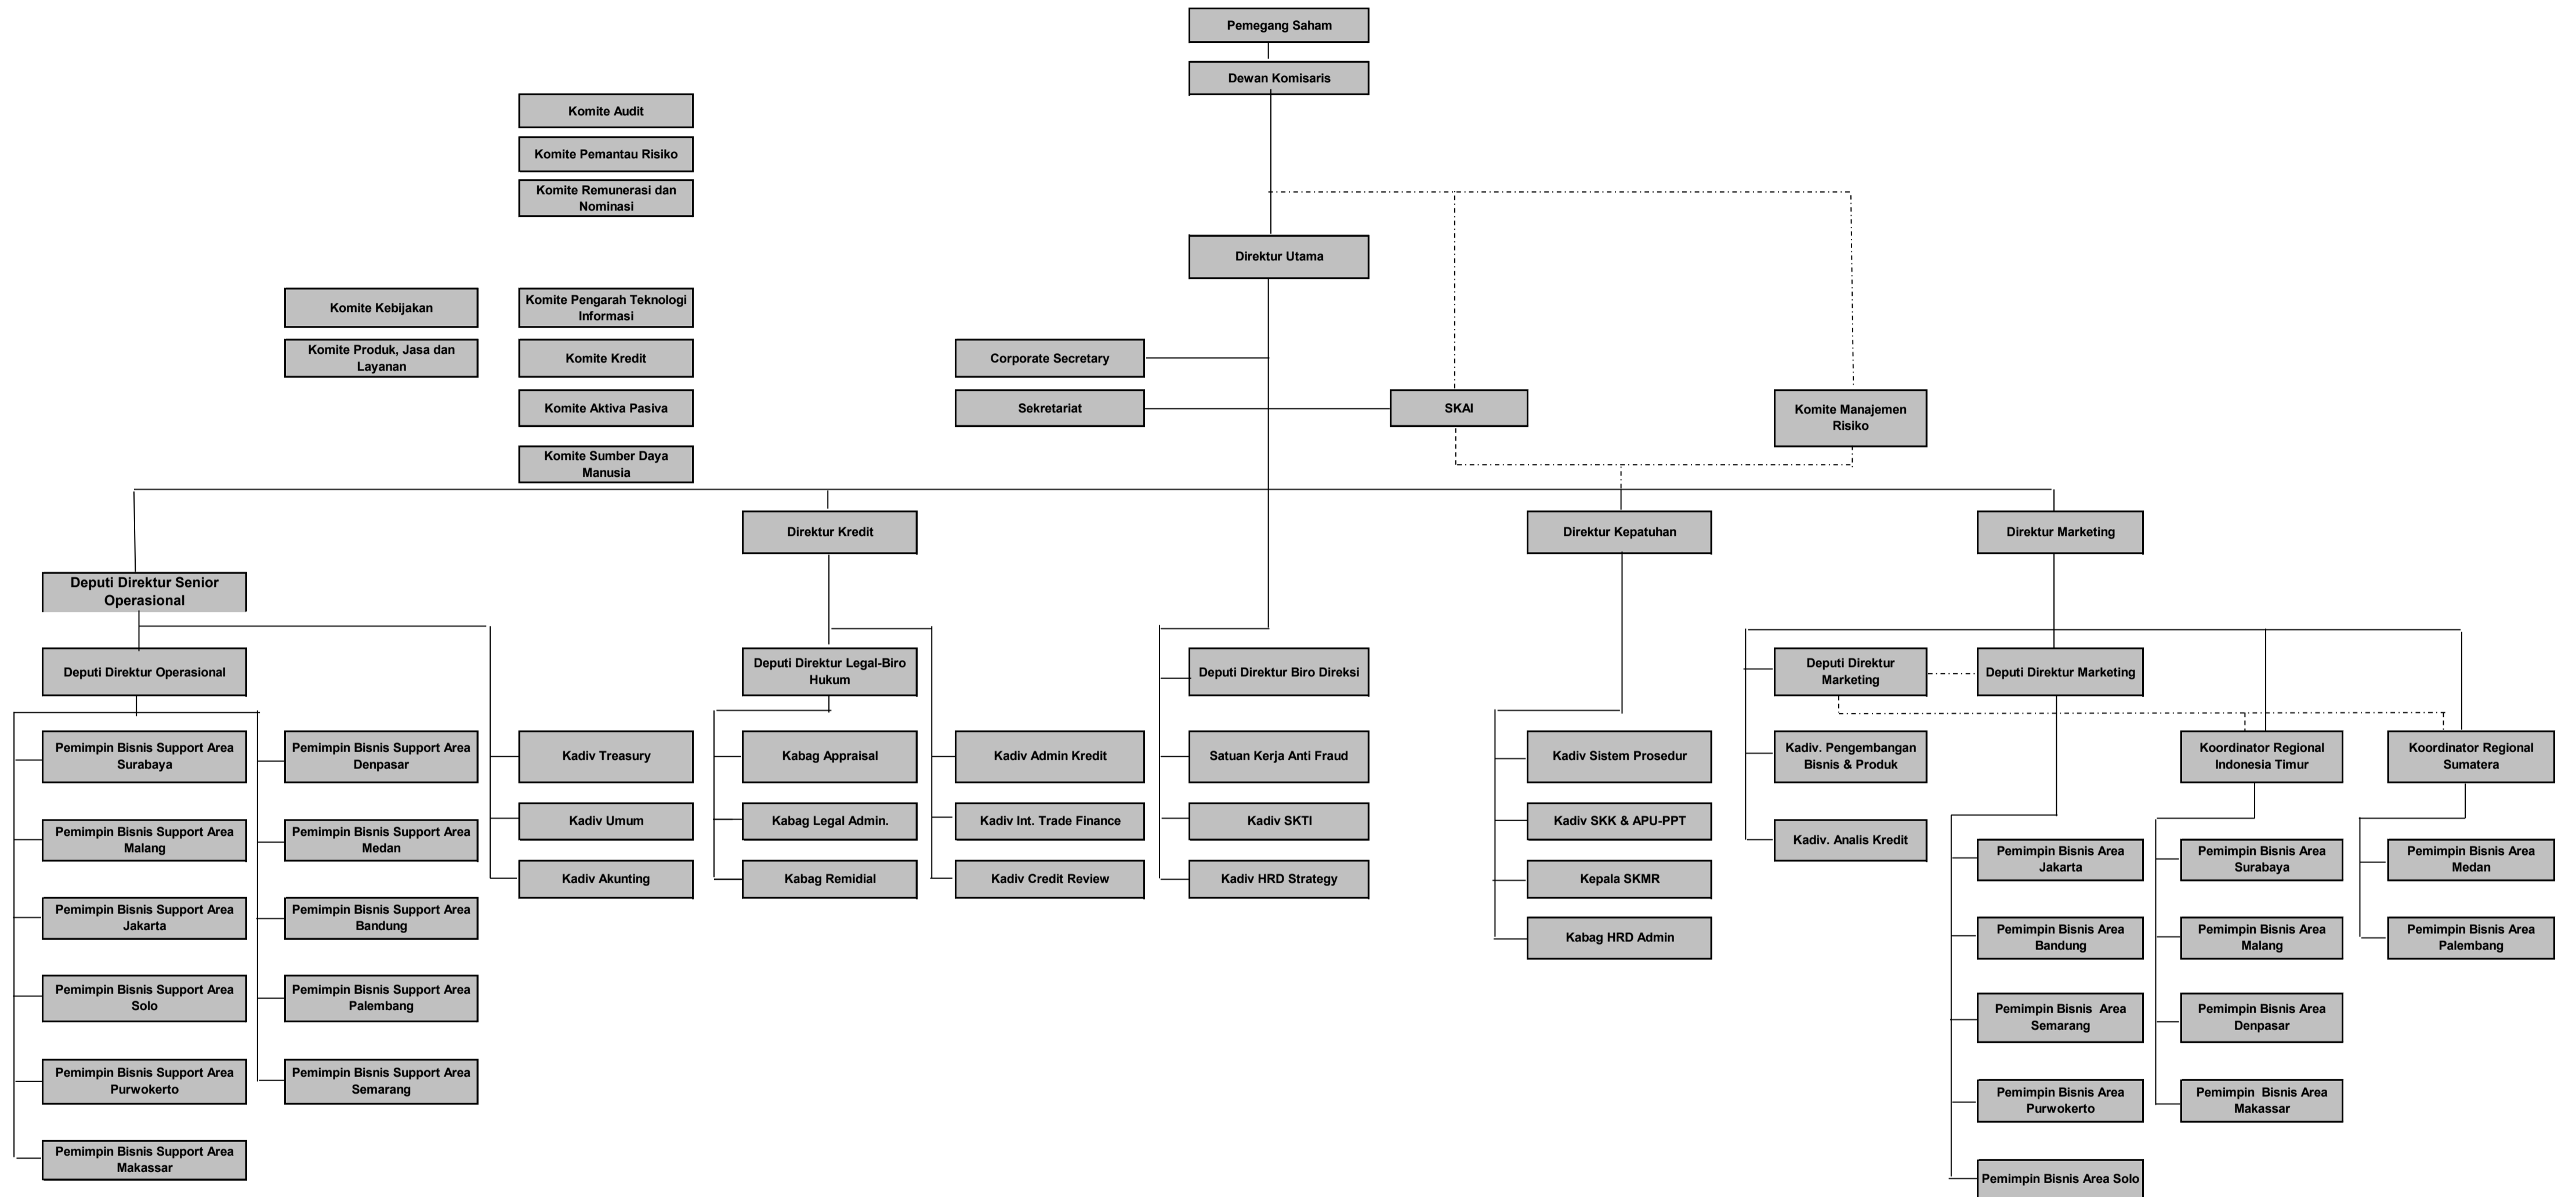 Pemegang Saham
Dewan Komisaris
Komite Audit
Komite Pemantau Risiko
Komite Remunerasi dan
Nominasi
Direktur Utama
Komite Kebijakan
Komite Pengarah Teknologi
Informasi
Komite Produk, Jasa dan
Layanan
Komite Kredit
Corporate Secretary
Komite Aktiva Pasiva
Sekretariat
SKAI
Komite Manajemen
Risiko
Komite Sumber Daya
Manusia
Direktur Kredit
Direktur Kepatuhan
Direktur Marketing
Deputi Direktur Senior
Operasional
Deputi Direktur Operasional
Deputi Direktur Legal-Biro
Hukum
Deputi Direktur Biro Direksi
Deputi Direktur
Marketing
Deputi Direktur Marketing
Pemimpin Bisnis Support Area
Surabaya
Pemimpin Bisnis Support Area
Denpasar
Kadiv Treasury
Kabag Appraisal
Kadiv Admin Kredit
Satuan Kerja Anti Fraud
Kadiv Sistem Prosedur
Kadiv. Pengembangan
Bisnis & Produk
Koordinator Regional
Indonesia Timur
Koordinator Regional
Sumatera
Pemimpin Bisnis Support Area
Malang
Pemimpin Bisnis Support Area
Medan
Kadiv Umum
Kabag Legal Admin.
Kadiv Int. Trade Finance
Kadiv SKTI
Kadiv SKK & APU-PPT
Kadiv. Analis Kredit
Pemimpin Bisnis Area
Jakarta
Pemimpin Bisnis Area
Surabaya
Pemimpin Bisnis Area
Medan
Kadiv Akunting
Kabag Remidial
Kadiv Credit Review
Kadiv HRD Strategy
Kepala SKMR
Pemimpin Bisnis Support Area
Jakarta
Pemimpin Bisnis Support Area
Bandung
Kabag HRD Admin
Pemimpin Bisnis Area
Bandung
Pemimpin Bisnis Area
Malang
Pemimpin Bisnis Area
Palembang
Pemimpin Bisnis Support Area
Solo
Pemimpin Bisnis Support Area
Palembang
Pemimpin Bisnis  Area
Semarang
Pemimpin Bisnis Area
Denpasar
Pemimpin Bisnis Support Area
Purwokerto
Pemimpin Bisnis Support Area
Semarang
Pemimpin Bisnis Area
Purwokerto
Pemimpin  Bisnis Area
Makassar
Pemimpin Bisnis Support Area
Makassar
Pemimpin Bisnis Area Solo